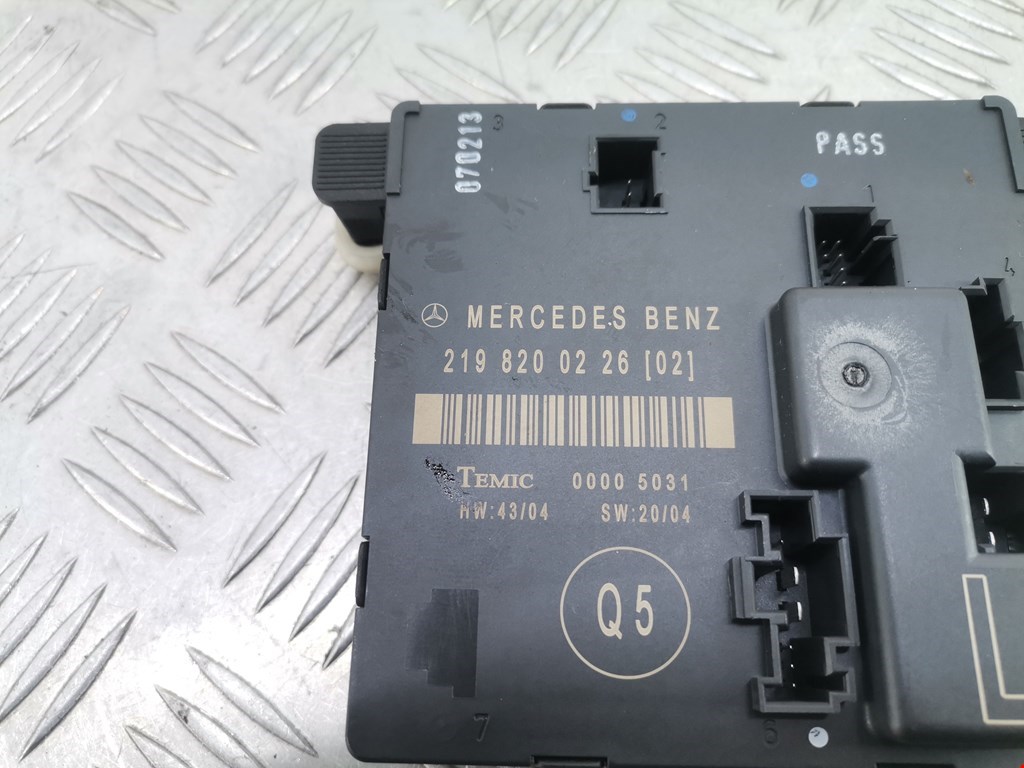 070213
3
2
PASS
1
MERCEDES BENZ
219 820 02 26 [02]
TEMIC 0000 5031
HW:43/04 SW:20/04
Q5
7
6